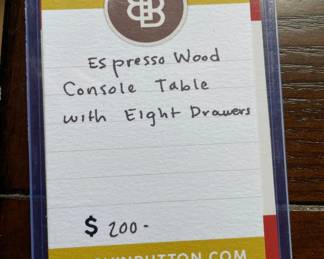 Espresso Wood
Console Table
with Eight Drawers
$ 200-